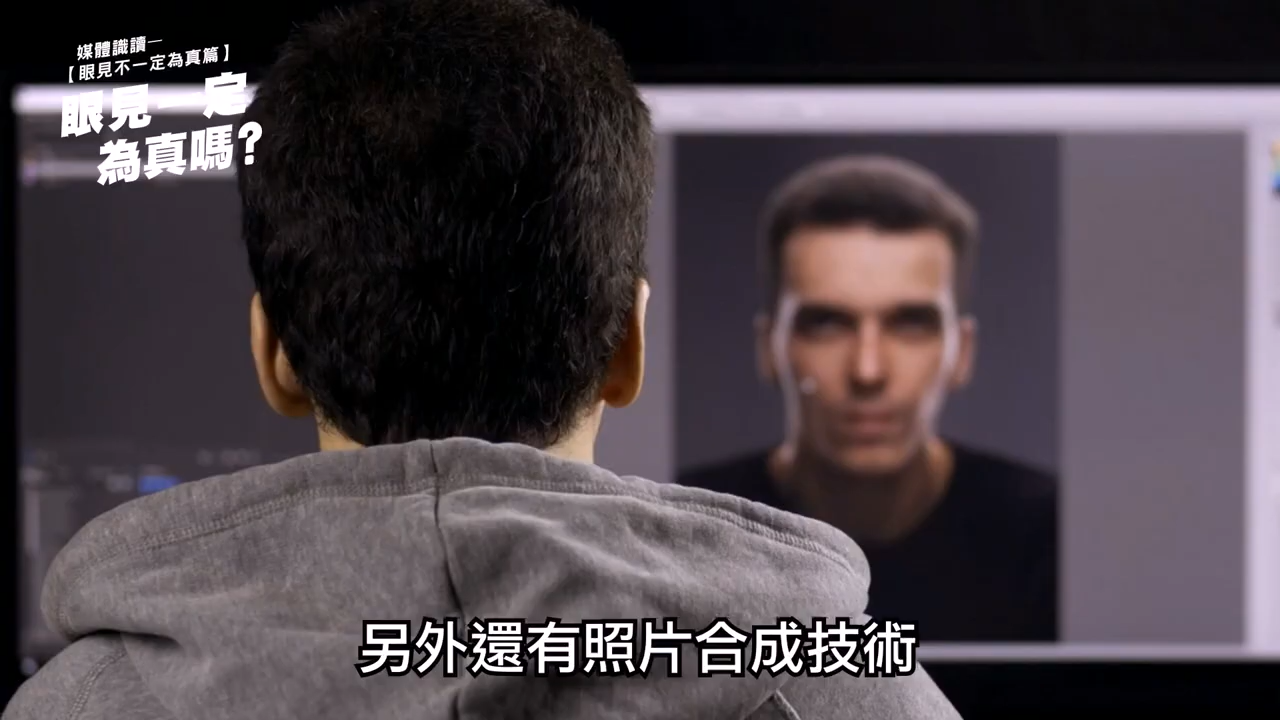 媒體識讀—
【眼見不一定為真篇】
眼見一定
為真嗎?
另外還有照片合成技術